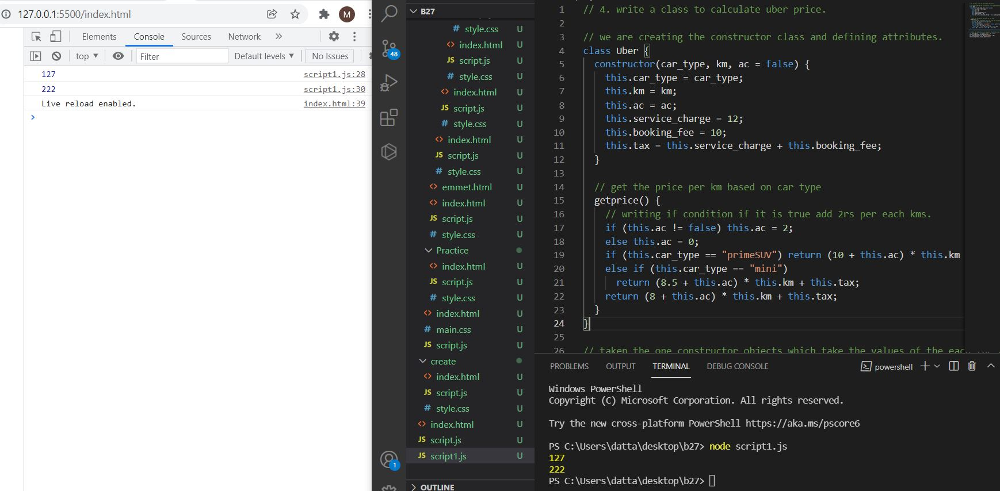 127.0.0.1:5500/index.html
M
Elements Console Sources Network »
top Filter Default levels No Issues
127 script1.js:28
222 script1.js:30
Live reload enabled. index.html:39
>
48
1
B27
# style.css U
<> index.html U
JS script.js U
# style.css U
<> index.html U
JS script.js U
# style.css U
<> index.html U
JS script.js U
# style.css U
<> emmet.html U
<> index.html U
JS script.js U
# style.css U
Practice
<> index.html U
JS script.js U
# style.css U
<> index.html U
# main.css U
JS script.js U
create
<> index.html U
JS script.js U
# style.css U
<> index.html U
JS script.js U
JS script1.js U
OUTLINE
1 // 4. write a class to calculate uber price.
2
3 // we are creating the constructor class and defining attributes.
4 class Uber {
5 constructor(car_type, km, ac = false) {
6 this.car_type = car_type;
7 this.km = km;
8 this.ac = ac;
9 this.service_charge = 12;
10 this.booking_fee = 10;
11 this.tax = this.service_charge + this.booking_fee;
12 }
13
14 // get the price per km based on car type
15 getprice() {
16 // writing if condition if it is true add 2rs per each kms.
17 if (this.ac != false) this.ac = 2;
18 else this.ac = 0;
19 if (this.car_type == "primeSUV") return (10 + this.ac) * this.km
20 else if (this.car_type == "mini")
21 return (8.5 + this.ac) * this.km + this.tax;
22 return (8 + this.ac) * this.km + this.tax;
23 }
24 }
25
26 // taken the one constructor objects which take the values of the eac
PROBLEMS OUTPUT TERMINAL DEBUG CONSOLE powershell
Windows PowerShell
Copyright (C) Microsoft Corporation. All rights reserved.
Try the new cross-platform PowerShell https://aka.ms/pscore6
PS C:\Users\datta\desktop\b27> node script1.js
127
222
PS C:\Users\datta\desktop\b27>